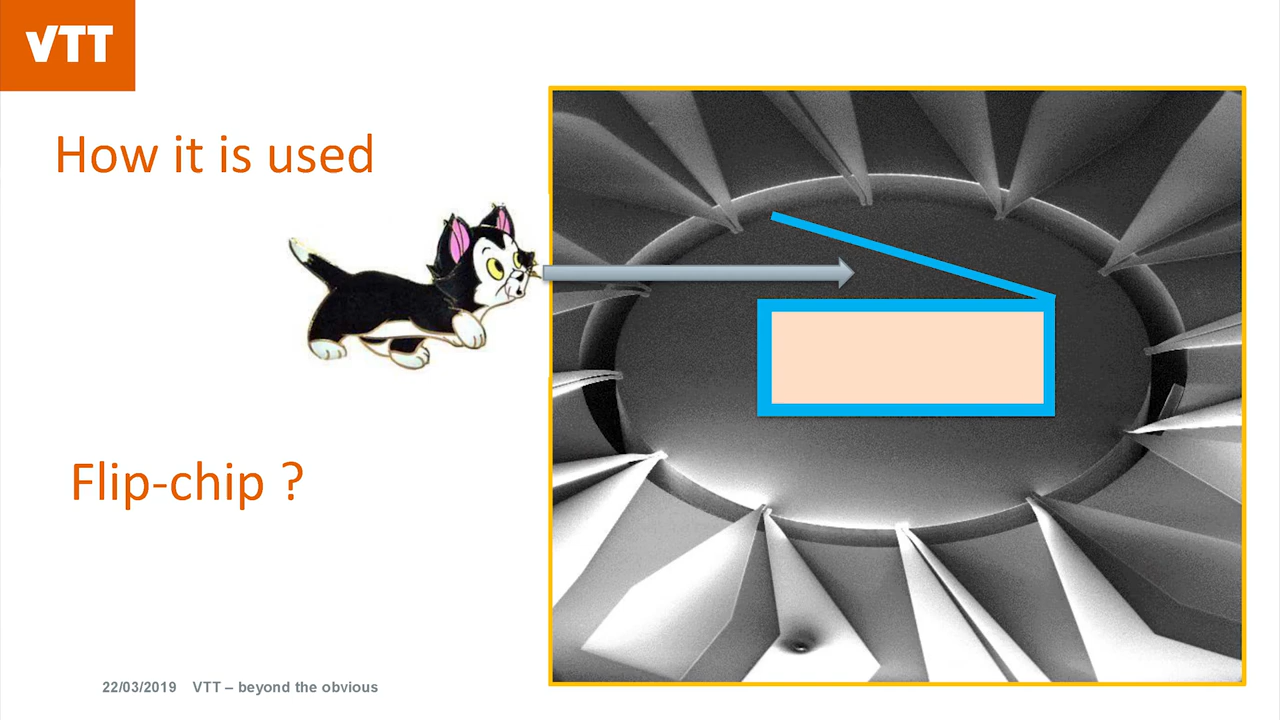 VTT
How it is used
Flip-chip ?
22/03/2019 VTT – beyond the obvious